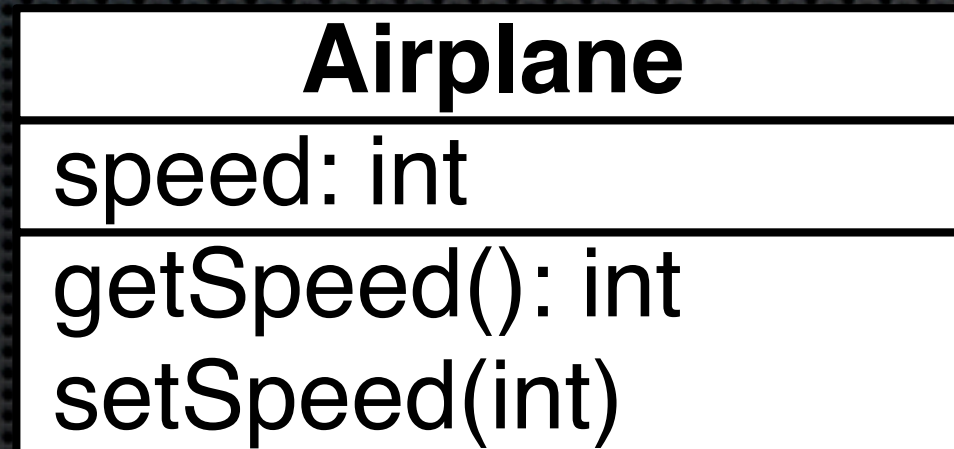 Airplane
speed: int
getSpeed(): int
setSpeed(int)